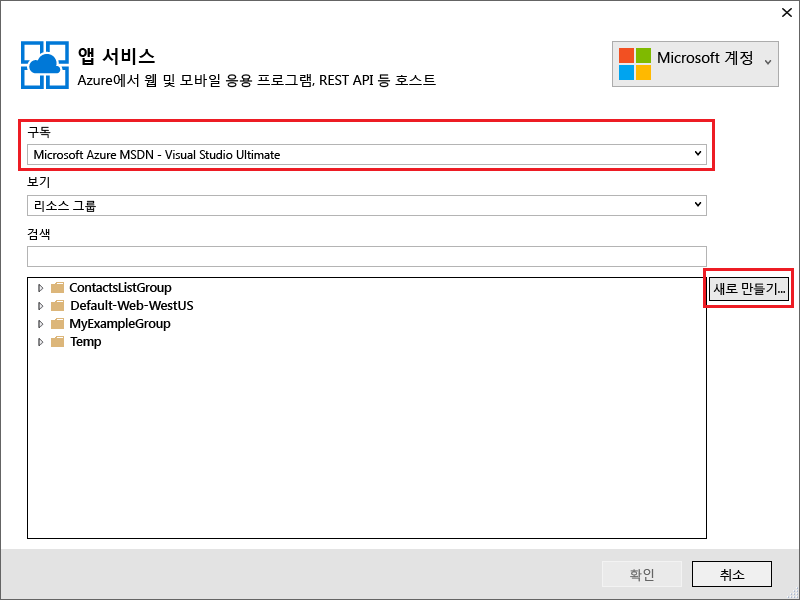 앱 서비스
Azure에서 웹 및 모바일 응용 프로그램, REST API 등 호스트
Microsoft 계정
구독
Microsoft Azure MSDN - Visual Studio Ultimate
보기
리소스 그룹
검색
ContactsListGroup
Default-Web-WestUS
MyExampleGroup
Temp
새로 만들기...
확인
취소